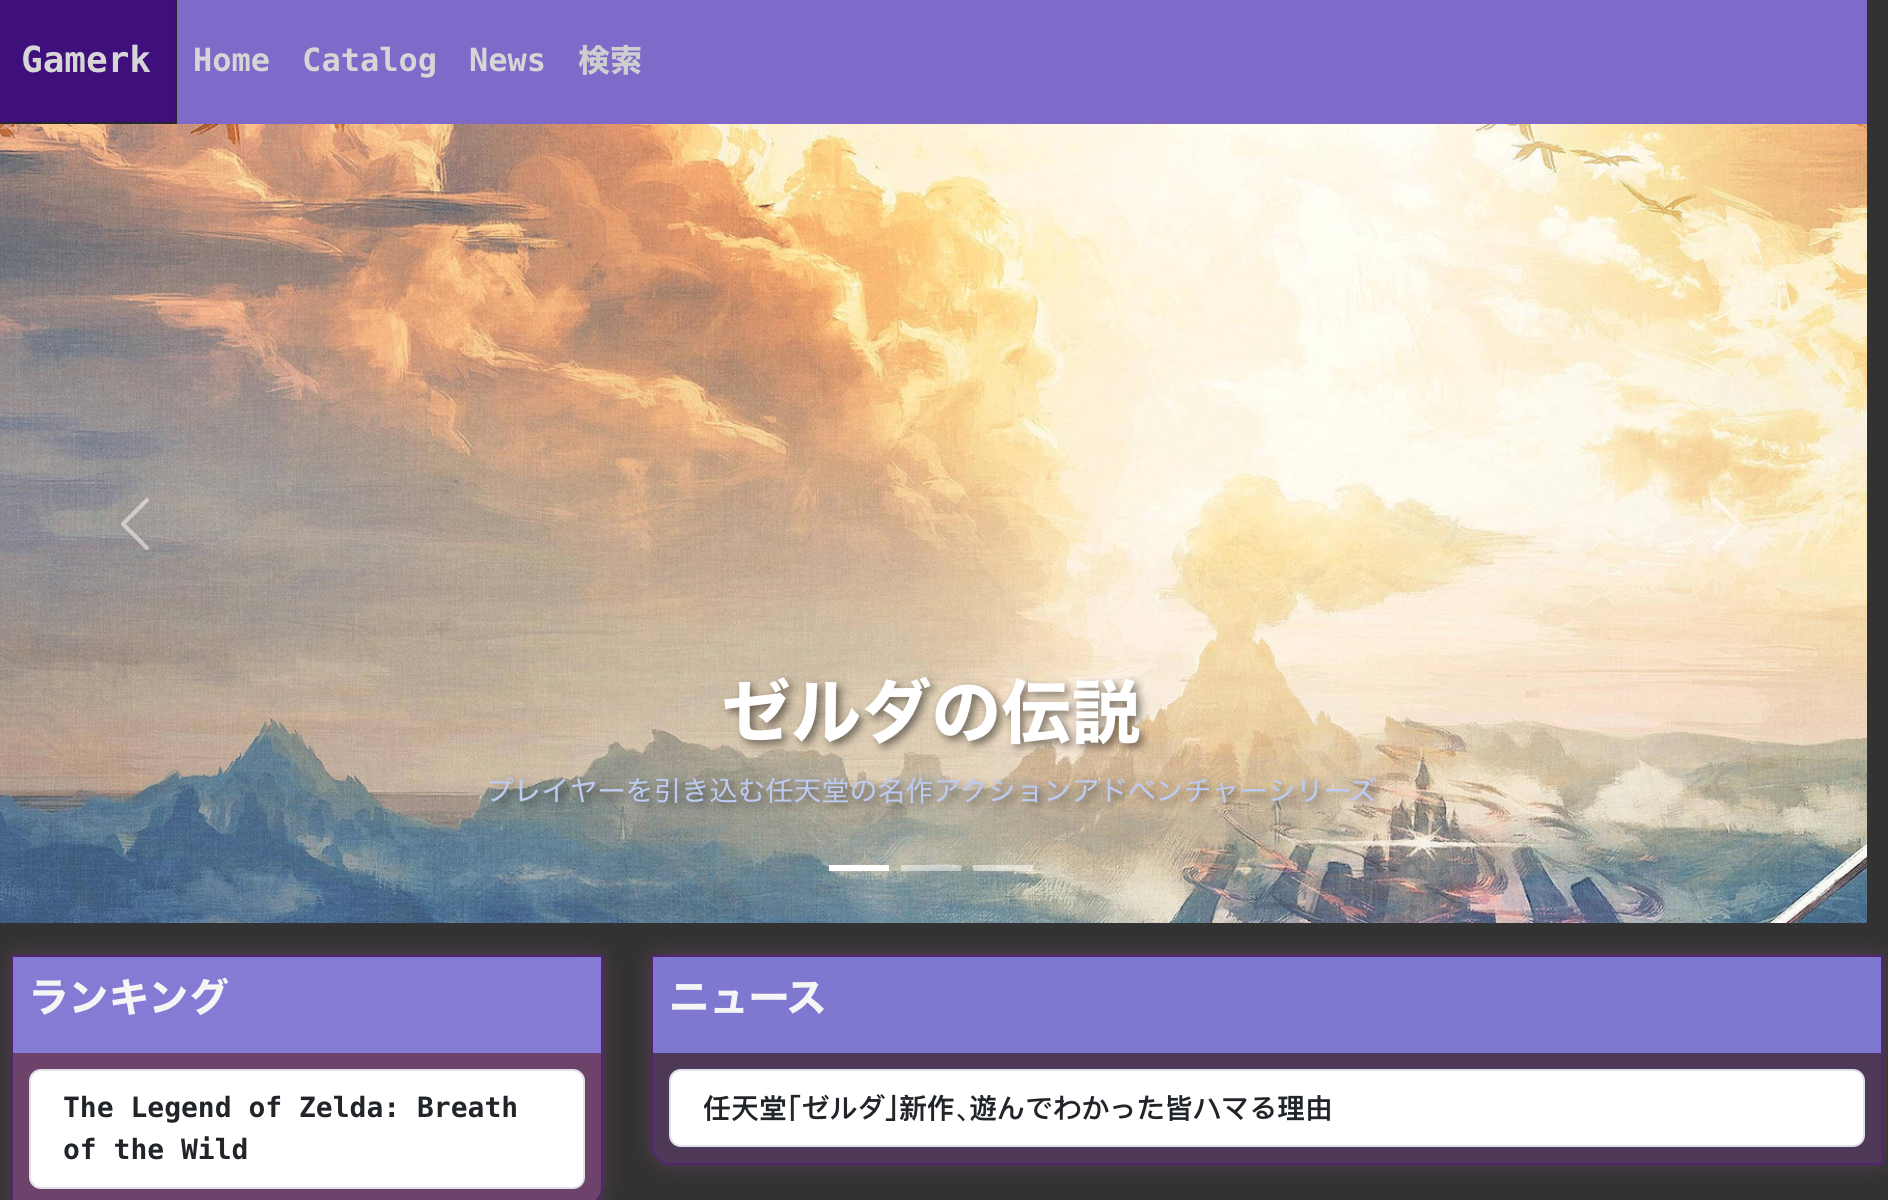 Gamerk Home Catalog News 検索
ゼルダの伝説
プレイヤーを引き込む任天堂の名作アクションアドベンチャーシリーズ
ランキング
The Legend of Zelda: Breath
of the Wild
ニュース
任天堂｢ゼルダ｣新作､遊んでわかった皆ハマる理由